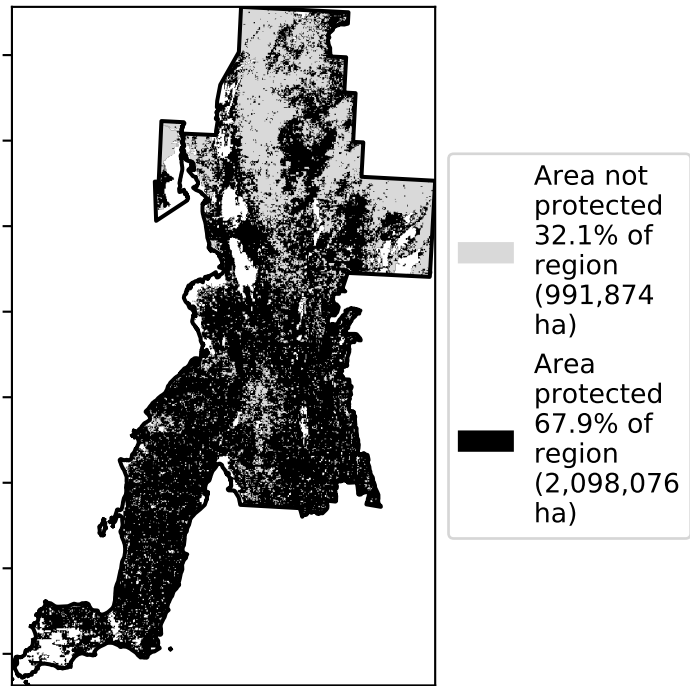 Area not
protected
32.1% of
region
(991,874
ha)
Area
protected
67.9% of
region
(2,098,076
ha)